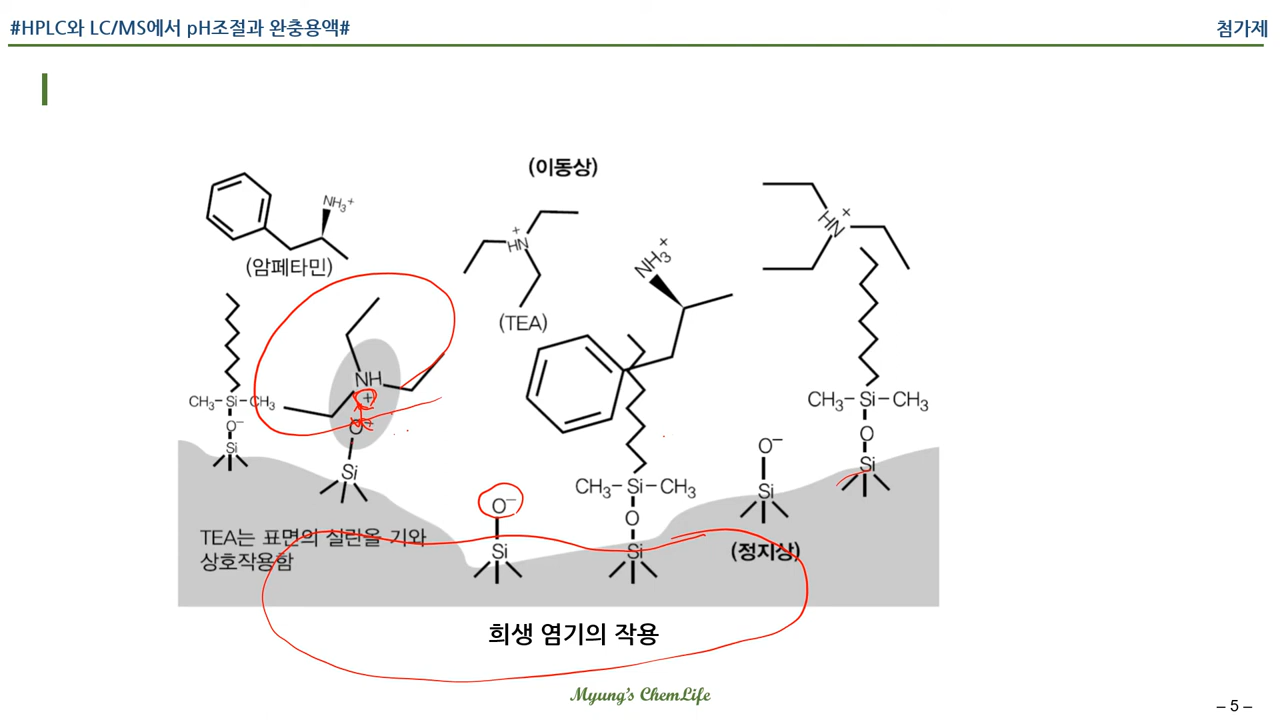 #HPLC와 LC/MS에서 pH조절과 완충용액#
첨가제
(이동상)
NH₃⁺
(암페타민)
HN⁺
(TEA)
NH₃⁺
HN⁺
NH
+
CH₃ Si CH₃
O⁻
Si
O
Si
CH₃ Si CH₃
O
Si
O⁻
Si
CH₃ Si CH₃
O
Si
O⁻
Si
(정지상)
TEA는 표면의 실란올 기와
상호작용함
희생 염기의 작용
Myung's ChemLife
– 5 –